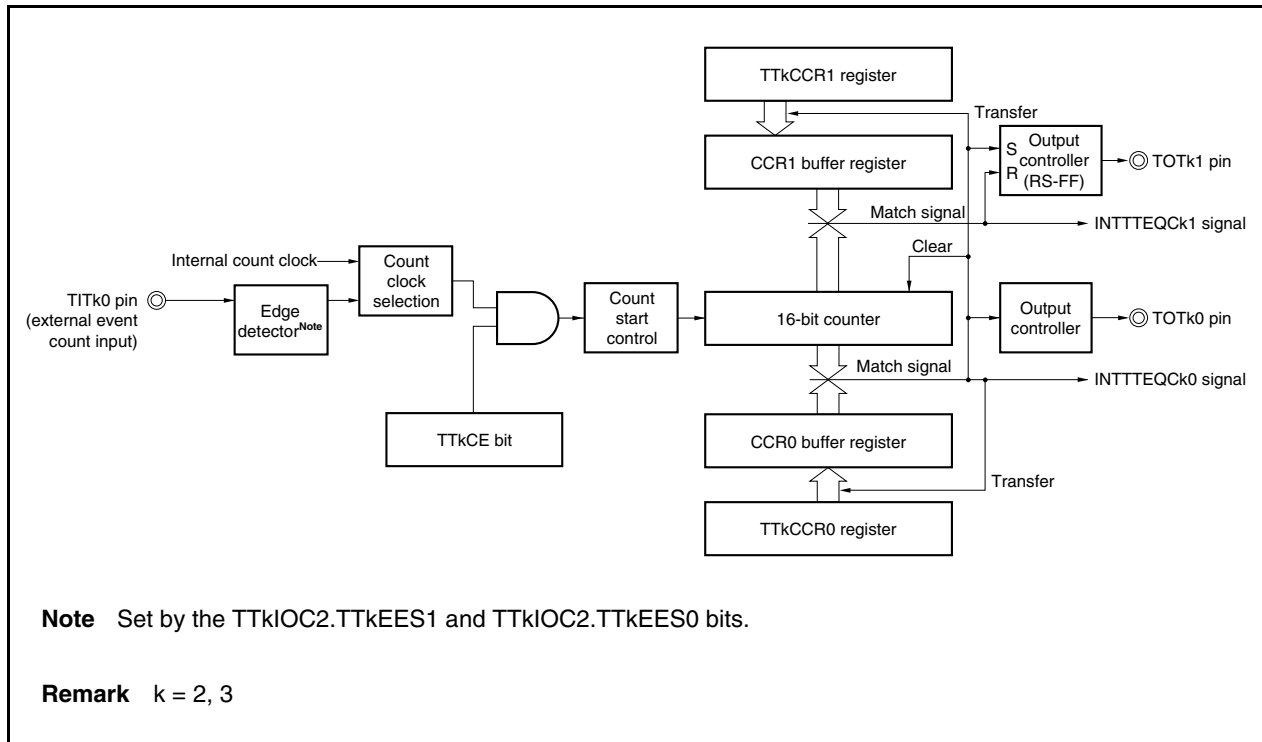 TTkCCR1 register
Transfer
CCR1 buffer register
S
R
Output
controller
(RS-FF)
TOTk1 pin
Match signal
INTTTEQCk1 signal
Clear
Internal count clock
Count
clock
selection
TITk0 pin
(external event
count input)
Edge
detectorNote
Count
start
control
16-bit counter
Output
controller
TOTk0 pin
Match signal
INTTTEQCk0 signal
TTkCE bit
CCR0 buffer register
Transfer
TTkCCR0 register
Note Set by the TTkIOC2.TTkEES1 and TTkIOC2.TTkEES0 bits.
Remark k = 2, 3